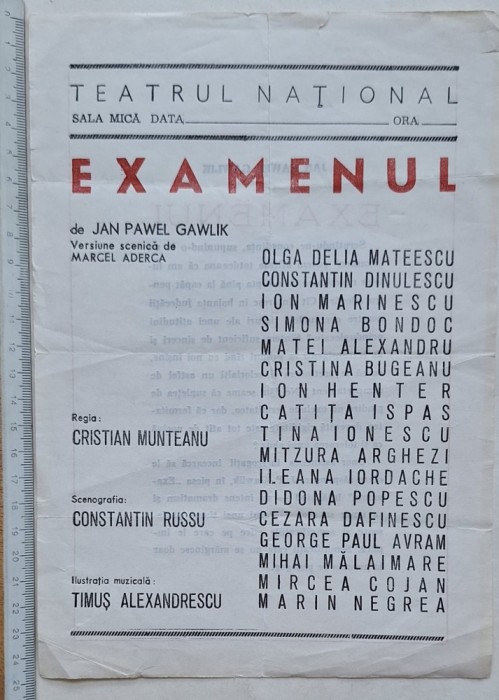 TEATRUL NAȚIONAL
SALA MICĂ DATA ORA
EXAMENUL
de JAN PAWEL GAWLIK
Versiune scenică de
MARCEL ADERCA
OLGA DELIA MATEESCU
CONSTANTIN DINULESCU
ION MARINESCU
SIMONA BONDOC
MATEI ALEXANDRU
CRISTINA BUGEANU
ION HENTER
CATIȚA ISPAS
TINA IONESCU
MITZURA ARGHEZI
ILEANA IORDACHE
DIDONA POPESCU
CEZARA DAFINESCU
GEORGE PAUL AVRAM
MIHAI MĂLAIMARE
MIRCEA COJAN
MARIN NEGREA
Regia:
CRISTIAN MUNTEANU
Scenografia:
CONSTANTIN RUSSU
Ilustrația muzicală:
TIMUȘ ALEXANDRESCU